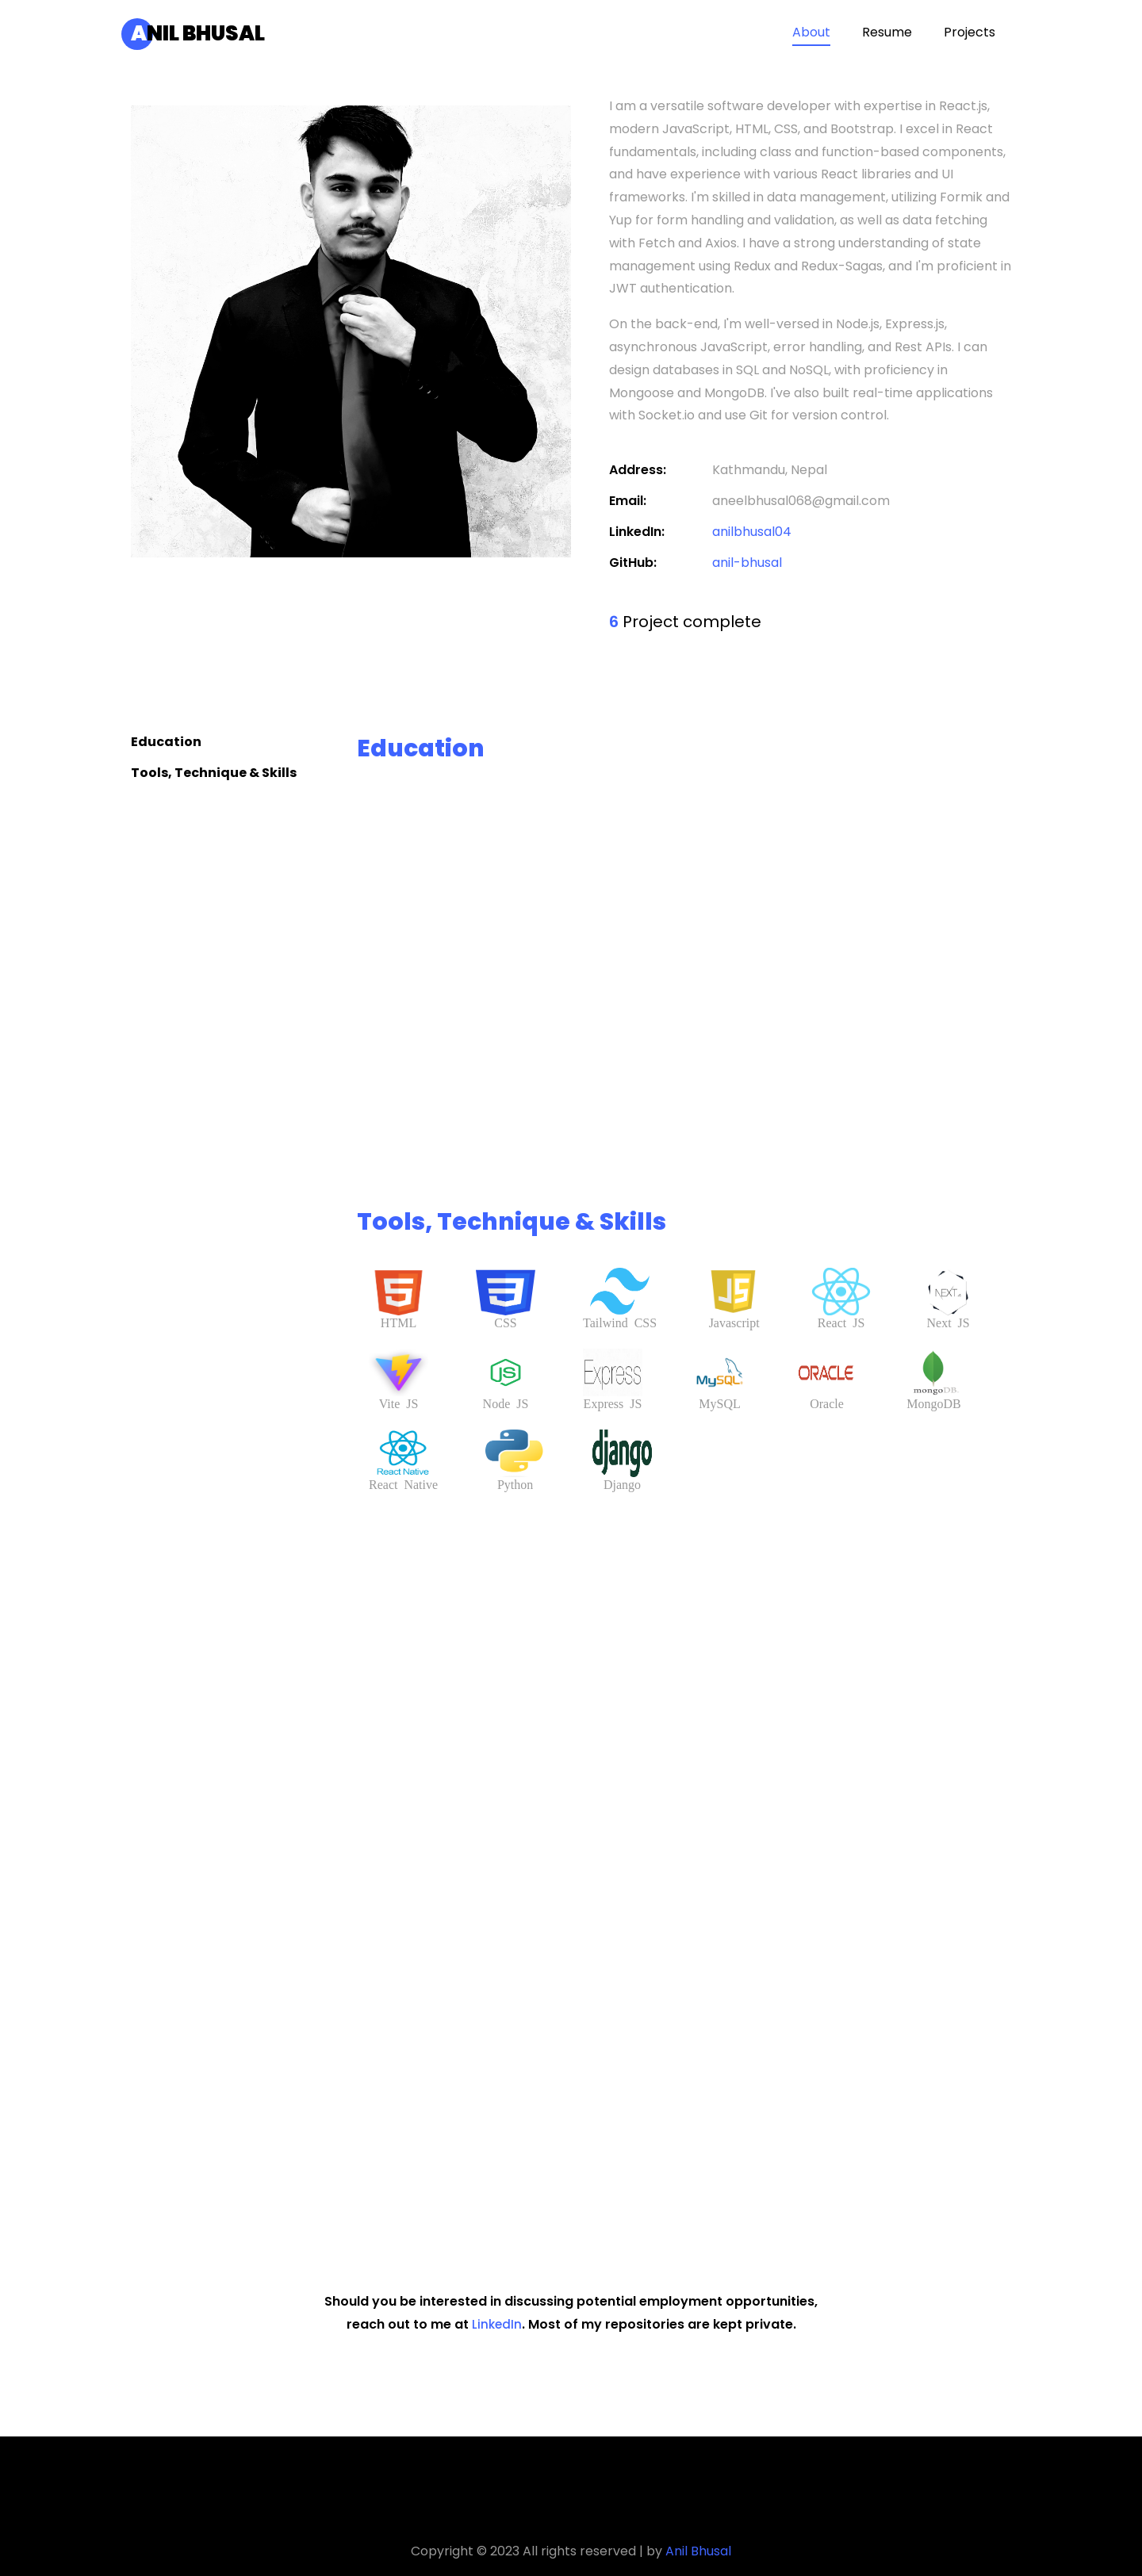 ANIL BHUSAL
About Resume Projects
I am a versatile software developer with expertise in React.js,
modern JavaScript, HTML, CSS, and Bootstrap. I excel in React
fundamentals, including class and function-based components,
and have experience with various React libraries and UI
frameworks. I'm skilled in data management, utilizing Formik and
Yup for form handling and validation, as well as data fetching
with Fetch and Axios. I have a strong understanding of state
management using Redux and Redux-Sagas, and I'm proficient in
JWT authentication.
On the back-end, I'm well-versed in Node.js, Express.js,
asynchronous JavaScript, error handling, and Rest APIs. I can
design databases in SQL and NoSQL, with proficiency in
Mongoose and MongoDB. I've also built real-time applications
with Socket.io and use Git for version control.
Address: Kathmandu, Nepal
Email: aneelbhusal068@gmail.com
LinkedIn: anilbhusal04
GitHub: anil-bhusal
6 Project complete
Education
Tools, Technique & Skills
Education
Tools, Technique & Skills
5 3 JS NEXT.JS
HTML CSS Tailwind CSS Javascript React JS Next JS
JS Express MySQL ORACLE mongoDB
Vite JS Node JS Express JS MySQL Oracle MongoDB
React Native django
React Native Python Django
Should you be interested in discussing potential employment opportunities,
reach out to me at LinkedIn. Most of my repositories are kept private.
Copyright © 2023 All rights reserved | by Anil Bhusal